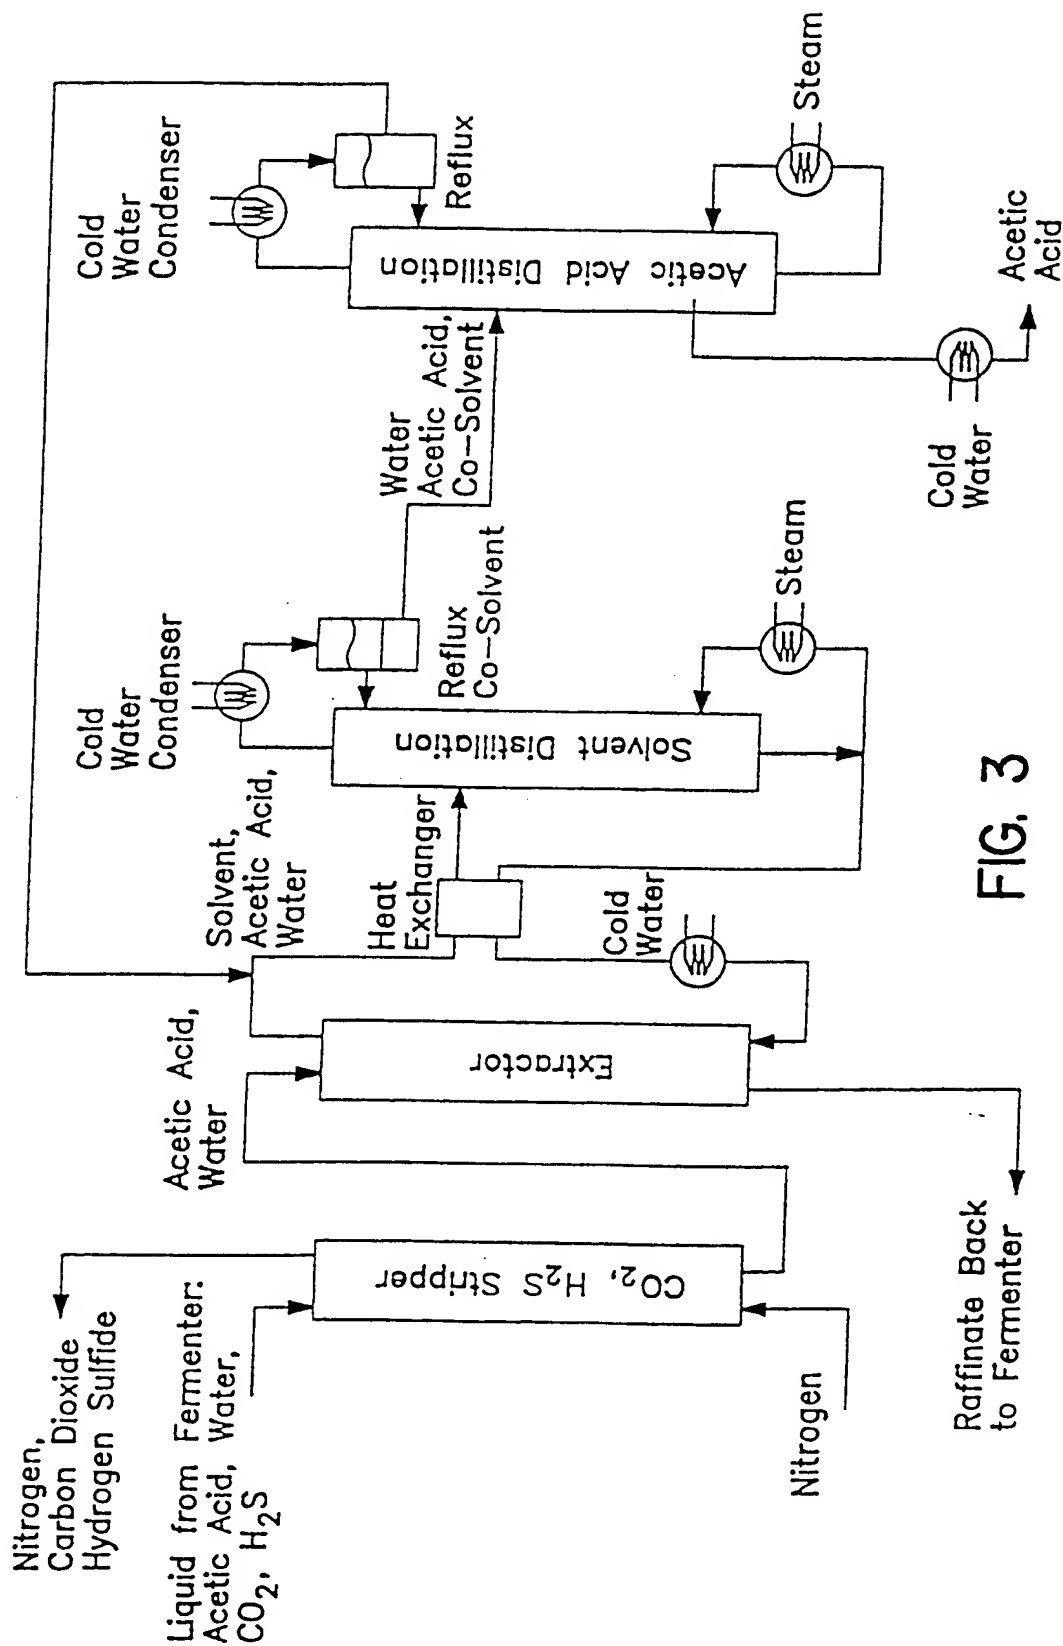 Nitrogen,
Carbon Dioxide
Hydrogen Sulfide
Liquid from Fermenter:
Acetic Acid, Water,
CO₂, H₂S
CO₂, H₂S Stripper
Nitrogen
Acetic Acid,
Water
Extractor
Raffinate Back
to Fermenter
Solvent,
Acetic Acid,
Water
Heat
Exchanger
Cold
Water
Cold
Water
Condenser
Solvent Distillation
Reflux
Co-Solvent
Steam
Water
Acetic Acid,
Co-Solvent
Cold
Water
Condenser
Acetic Acid Distillation
Reflux
Steam
Cold
Water
Acetic
Acid
FIG. 3